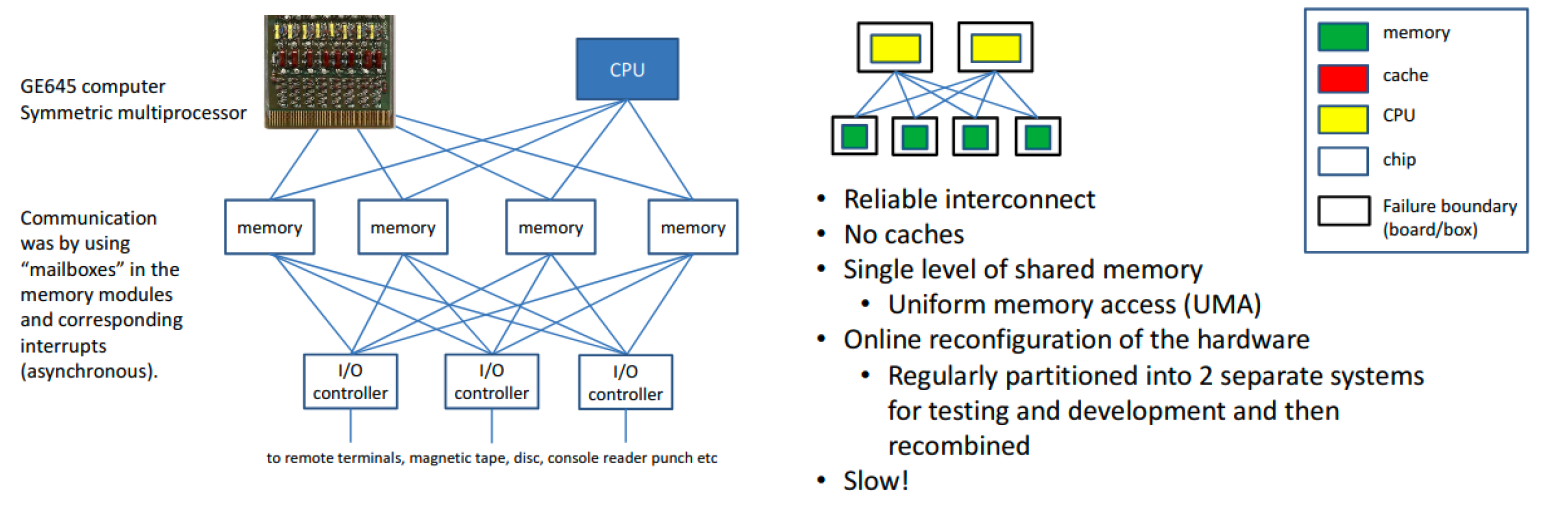 GE645 computer
Symmetric multiprocessor
CPU
Communication
was by using
“mailboxes” in the
memory modules
and corresponding
interrupts
(asynchronous).
memory
memory
memory
memory
I/O
controller
I/O
controller
I/O
controller
to remote terminals, magnetic tape, disc, console reader punch etc
• Reliable interconnect
• No caches
• Single level of shared memory
• Uniform memory access (UMA)
• Online reconfiguration of the hardware
• Regularly partitioned into 2 separate systems
for testing and development and then
recombined
• Slow!
memory
cache
CPU
chip
Failure boundary
(board/box)